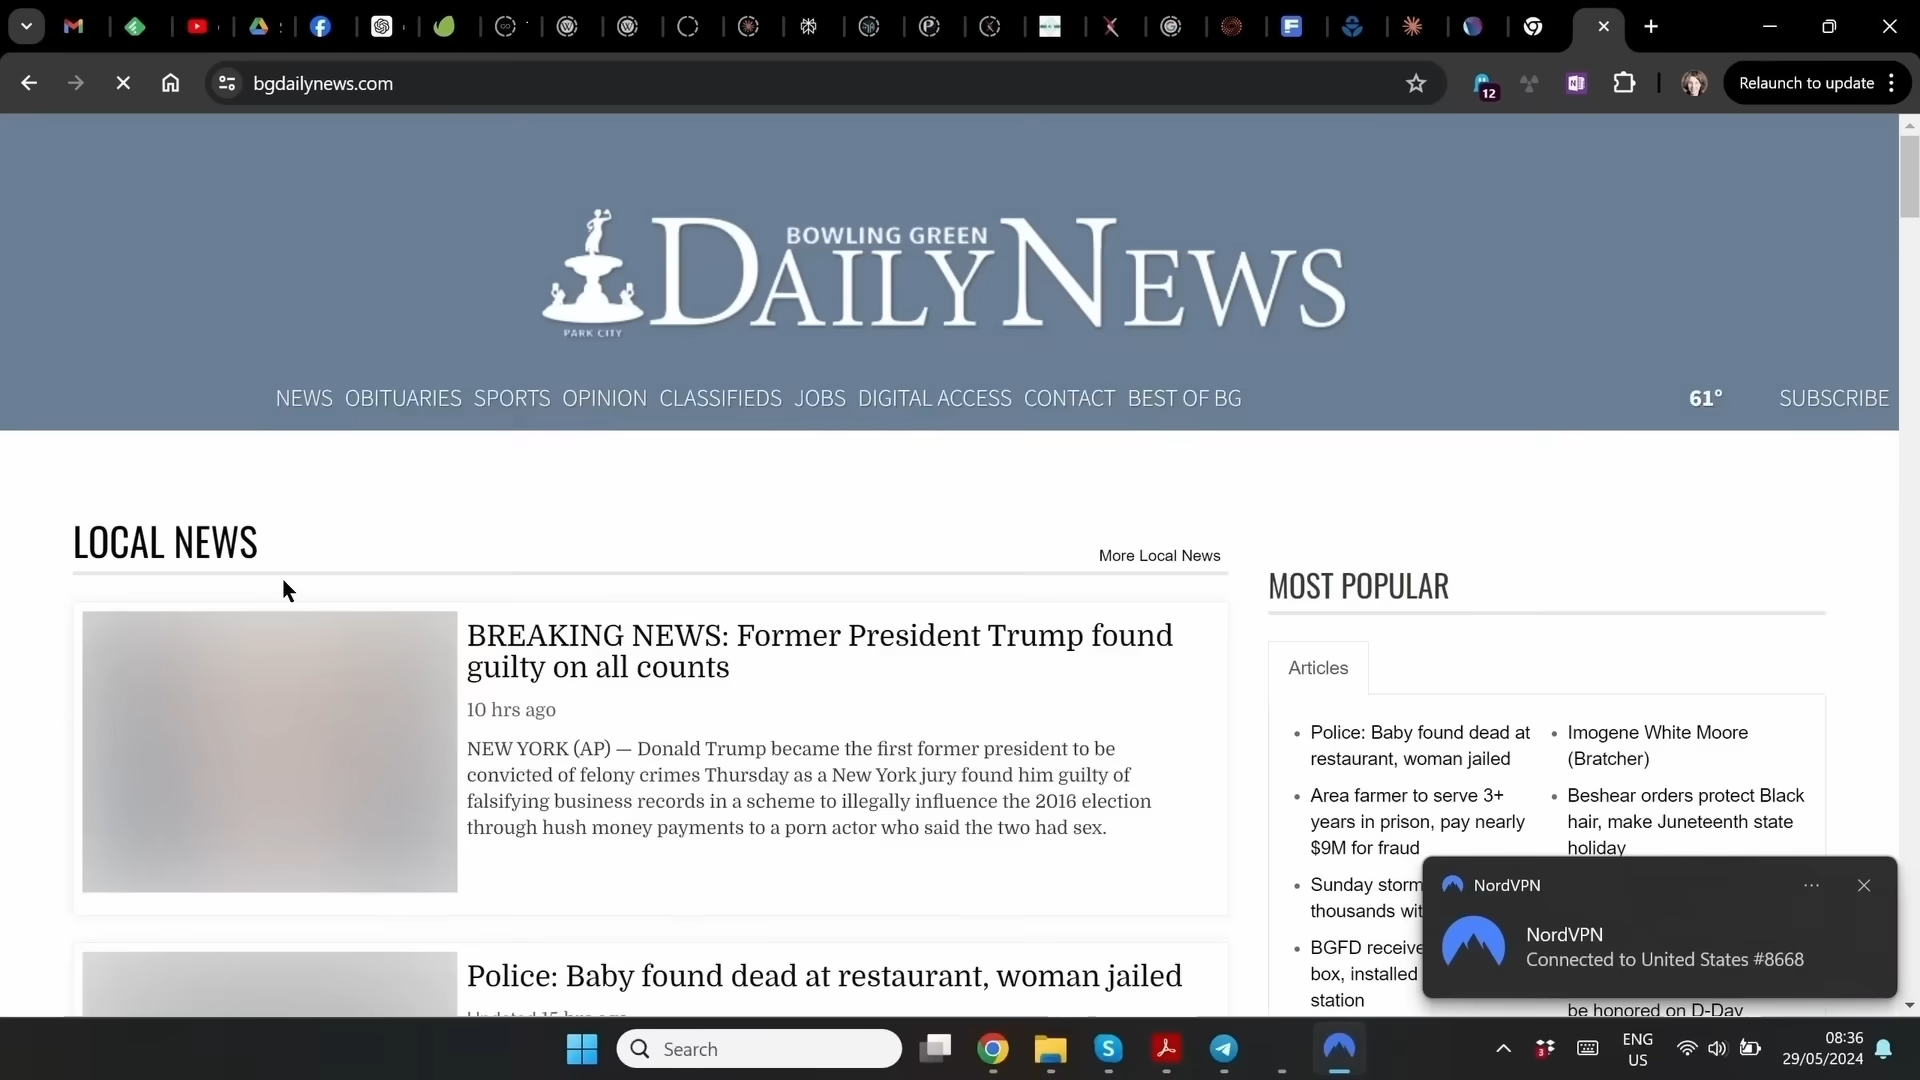 bgdailynews.com
12
Relaunch to update
BOWLING GREEN
DAILY NEWS
PARK CITY
NEWS OBITUARIES SPORTS OPINION CLASSIFIEDS JOBS DIGITAL ACCESS CONTACT BEST OF BG
61°
SUBSCRIBE
LOCAL NEWS
More Local News
BREAKING NEWS: Former President Trump found
guilty on all counts
10 hrs ago
NEW YORK (AP) — Donald Trump became the first former president to be
convicted of felony crimes Thursday as a New York jury found him guilty of
falsifying business records in a scheme to illegally influence the 2016 election
through hush money payments to a porn actor who said the two had sex.
Police: Baby found dead at restaurant, woman jailed
Updated 15 hrs ago
MOST POPULAR
Articles
Police: Baby found dead at
restaurant, woman jailed
Area farmer to serve 3+
years in prison, pay nearly
$9M for fraud
Sunday storm
thousands wit
BGFD receive
box, installed
station
Imogene White Moore
(Bratcher)
Beshear orders protect Black
hair, make Juneteenth state
holiday
be honored on D-Day
NordVPN
NordVPN
Connected to United States #8668
Search
3
ENG
US
08:36
29/05/2024